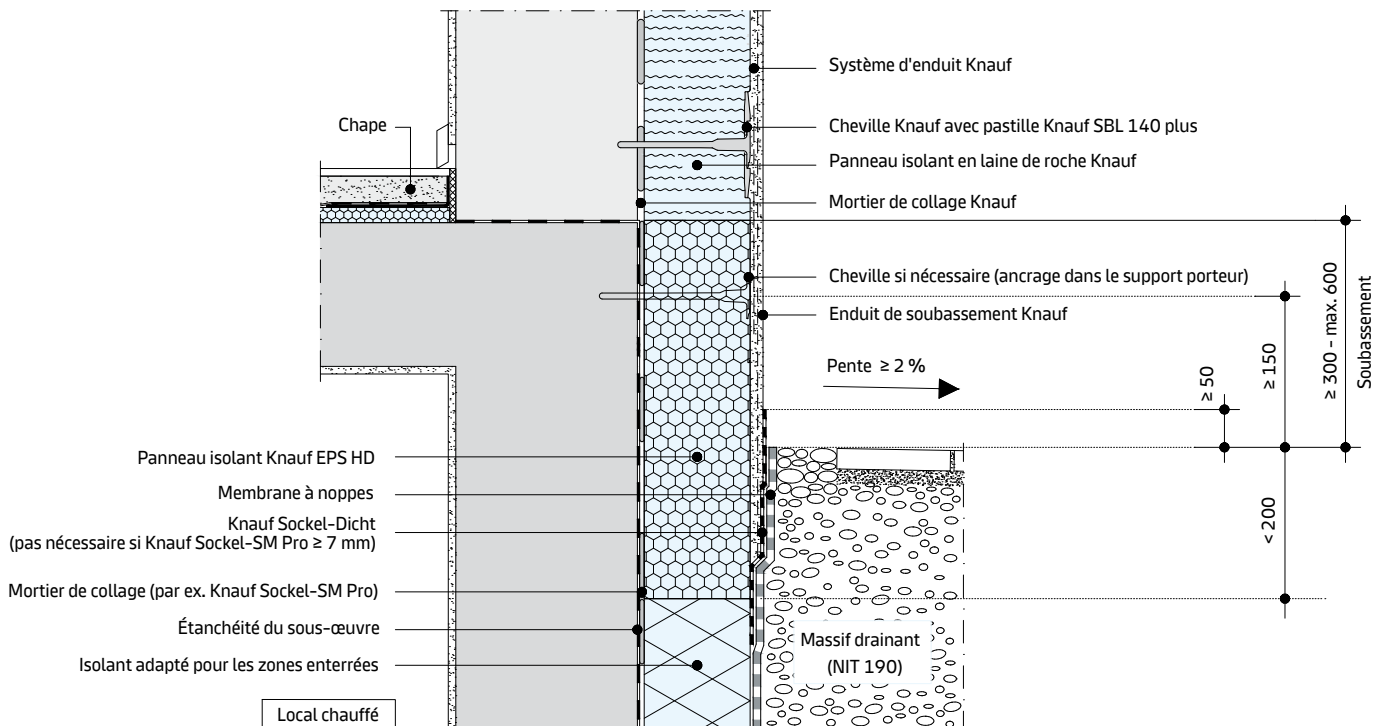 Système d'enduit Knauf
Chape
Cheville Knauf avec pastille Knauf SBL 140 plus
Panneau isolant en laine de roche Knauf
Mortier de collage Knauf
Cheville si nécessaire (ancrage dans le support porteur)
Enduit de soubassement Knauf
Pente ≥ 2 %
≥ 50
≥ 150
≥ 300 - max. 600
Soubassement
< 200
Panneau isolant Knauf EPS HD
Membrane à noppes
Knauf Sockel-Dicht
(pas nécessaire si Knauf Sockel-SM Pro ≥ 7 mm)
Mortier de collage (par ex. Knauf Sockel-SM Pro)
Étanchéité du sous-œuvre
Isolant adapté pour les zones enterrées
Massif drainant
(NIT 190)
Local chauffé